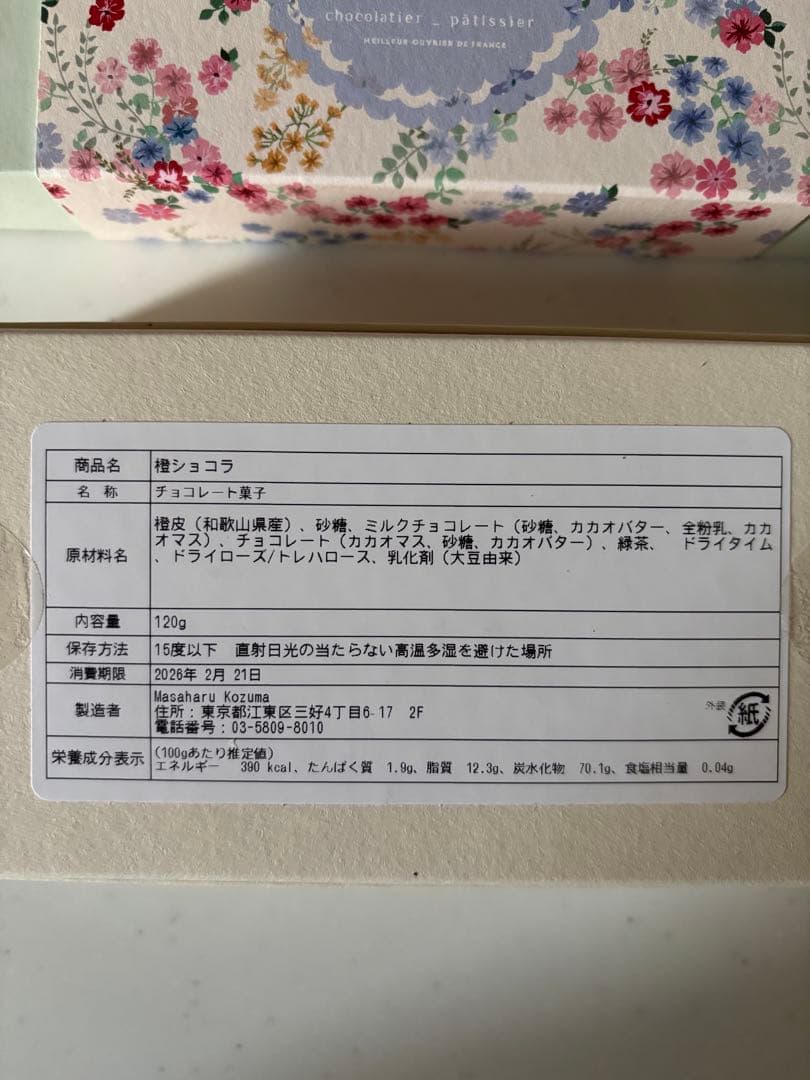 chocolatier _ pâtissier
MEILLEUR OUVRIER DE FRANCE
商品名 橙ショコラ
名 称 チョコレート菓子
原材料名 橙皮（和歌山県産）、砂糖、ミルクチョコレート（砂糖、カカオバター、全粉乳、カカ
オマス）、チョコレート（カカオマス、砂糖、カカオバター）、緑茶、 ドライタイム
、ドライローズ/トレハロース、乳化剤（大豆由来）
内容量 120g
保存方法 15度以下 直射日光の当たらない高温多湿を避けた場所
消費期限 2026年 2月 21日
製造者 Masaharu Kozuma
住所：東京都江東区三好4丁目6-17 2F
電話番号：03-5809-8010
外装 紙
栄養成分表示 (100gあたり推定値)
エネルギー 390 kcal、たんぱく質 1.9g、脂質 12.3g、炭水化物 70.1g、食塩相当量 0.04g